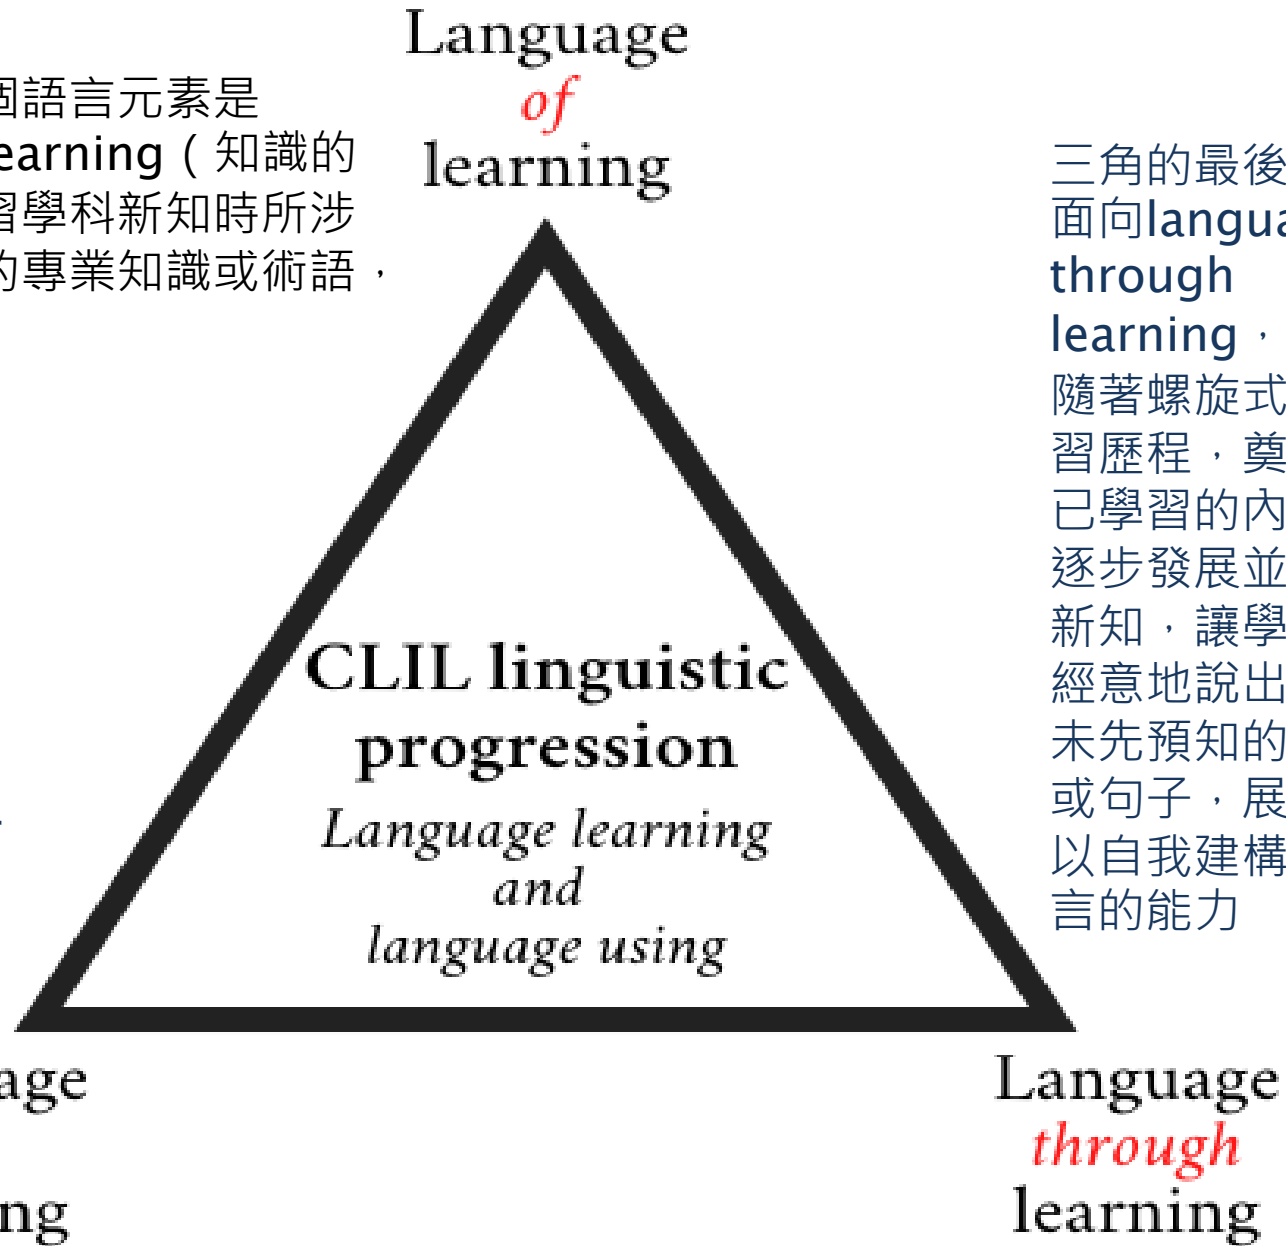 Language
of
learning
個語言元素是
earning（知識的
習學科新知時所涉
的專業知識或術語，
三角的最後
面向langua
through
learning，
隨著螺旋式
習歷程，奠
已學習的內
逐步發展並
新知，讓學
經意地說出
未先預知的
或句子，展
以自我建構
言的能力
CLIL linguistic
progression
Language learning
and
language using
age
ng
Language
through
learning